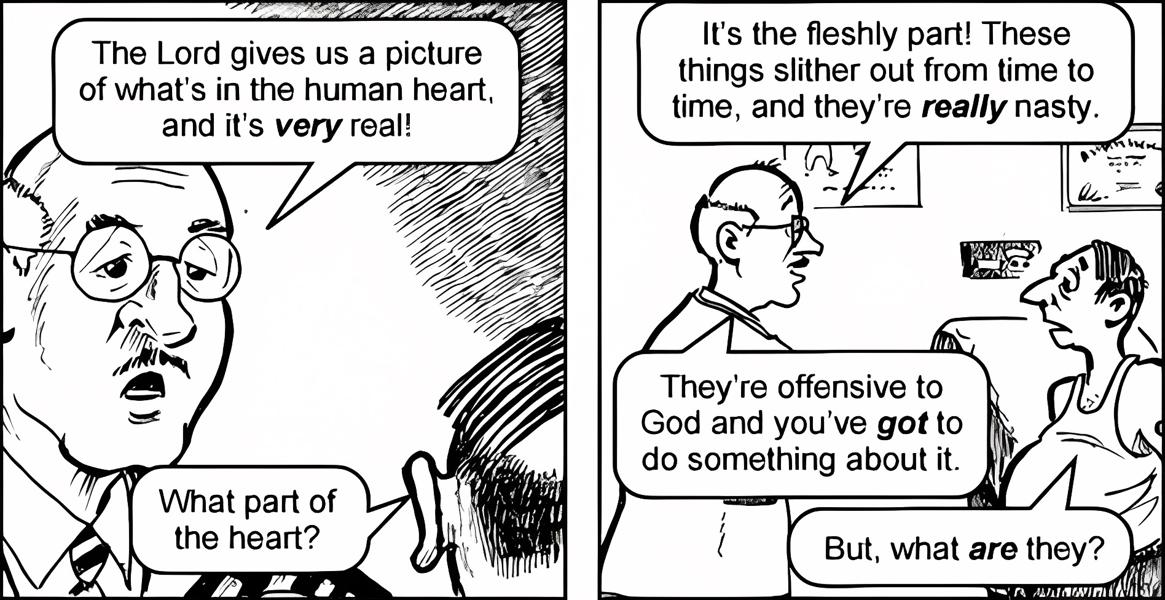 The Lord gives us a picture
of what's in the human heart,
and it's very real!
What part of
the heart?
It's the fleshly part! These
things slither out from time to
time, and they're really nasty.
They're offensive to
God and you've got to
do something about it.
But, what are they?